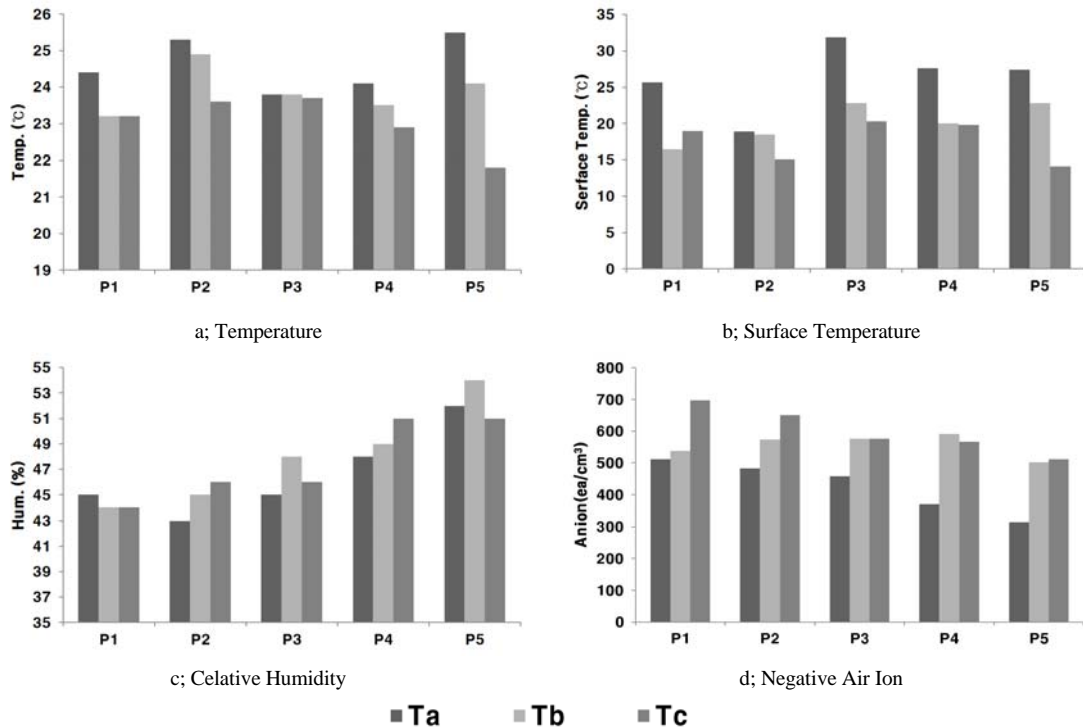 26
25
24
23
22
21
20
19
Temp. (℃)
P1 P2 P3 P4 P5
a; Temperature
35
30
25
20
15
10
5
0
Serface Temp. (℃)
P1 P2 P3 P4 P5
b; Surface Temperature
55
53
51
49
47
45
43
41
39
37
35
Hum. (%)
P1 P2 P3 P4 P5
c; Celative Humidity
800
700
600
500
400
300
200
100
0
Anion(ea/cm³)
P1 P2 P3 P4 P5
d; Negative Air Ion
Ta Tb Tc